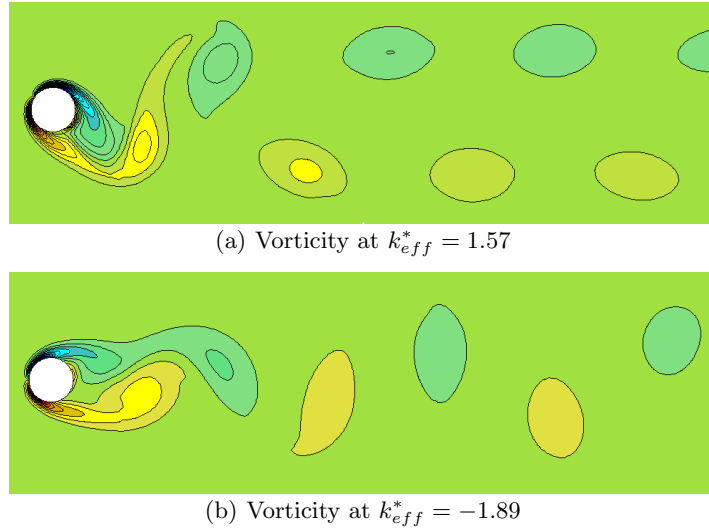 (a) Vorticity at $k^*_{eff} = 1.57$
(b) Vorticity at $k^*_{eff} = -1.89$